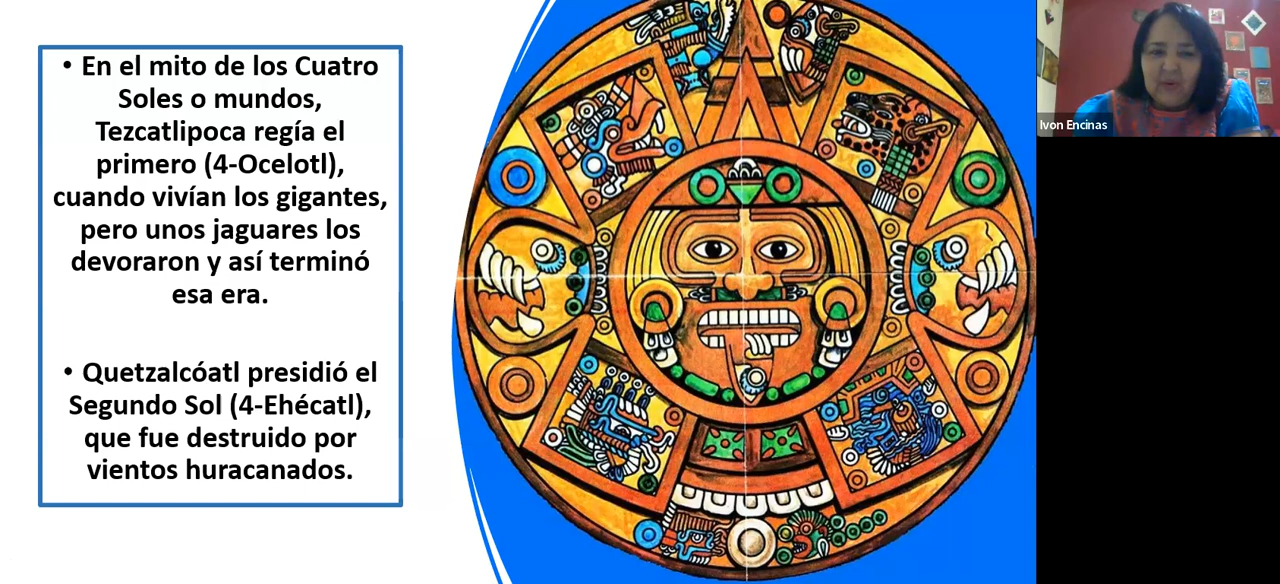 • En el mito de los Cuatro
Soles o mundos,
Tezcatlipoca regía el
primero (4-Ocelotl),
cuando vivían los gigantes,
pero unos jaguares los
devoraron y así terminó
esa era.
• Quetzalcóatl presidió el
Segundo Sol (4-Ehécatl),
que fue destruido por
vientos huracanados.
Ivon Encinas